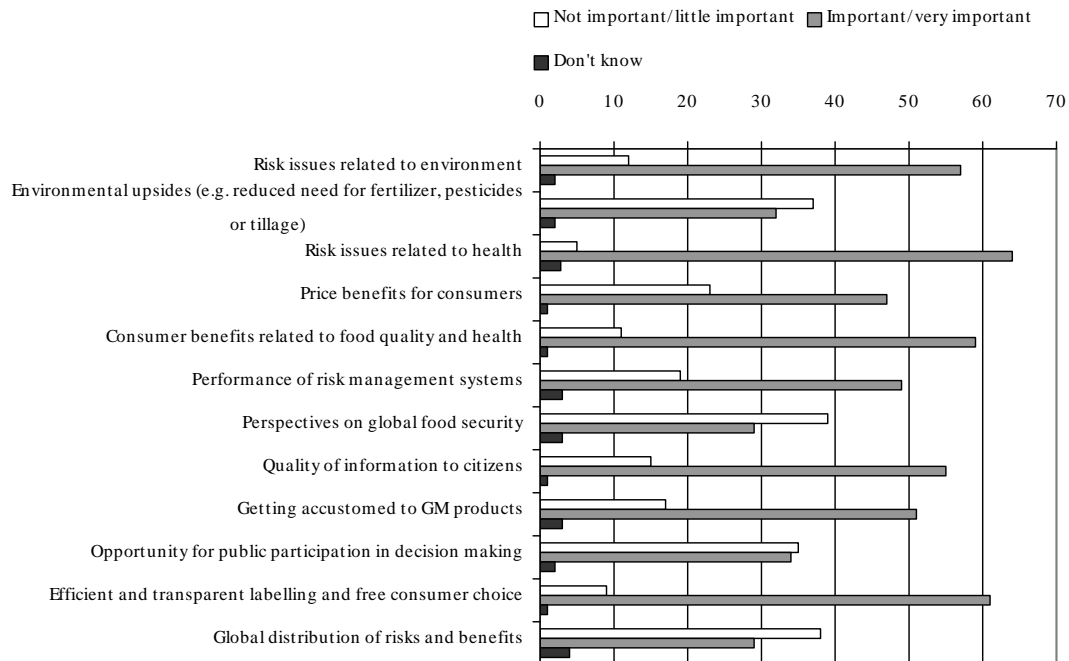 Not important/little important Important/very important
Don't know
0 10 20 30 40 50 60 70
Risk issues related to environment
Environmental upsides (e.g. reduced need for fertilizer, pesticides
or tillage)
Risk issues related to health
Price benefits for consumers
Consumer benefits related to food quality and health
Performance of risk management systems
Perspectives on global food security
Quality of information to citizens
Getting accustomed to GM products
Opportunity for public participation in decision making
Efficient and transparent labelling and free consumer choice
Global distribution of risks and benefits